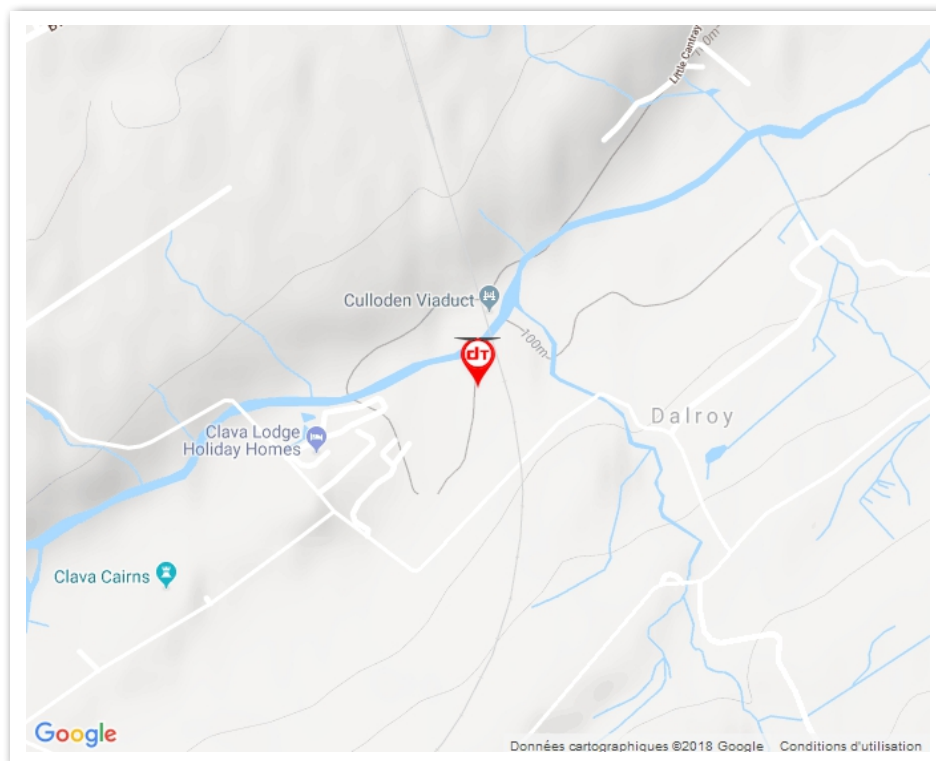 Little Cantray
Culloden Viaduct
dT
100m
Dalroy
Clava Lodge
Holiday Homes
Clava Cairns
Google
Données cartographiques ©2018 Google Conditions d'utilisation